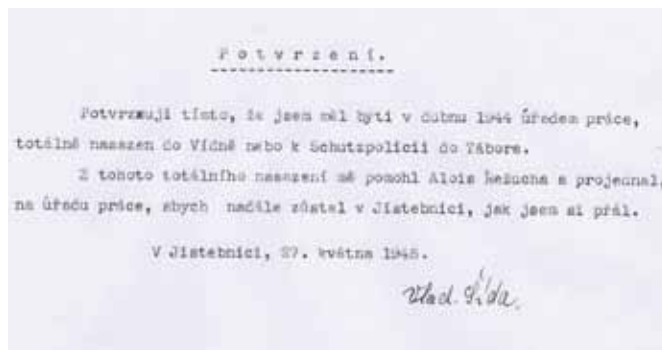 Potvrzení.
Potvrzuji tímto, že jsem měl býti v dubnu 1944 úřadem práce,
totálně nasazen do Vídně nebo k Schutzpolicii do Tábora.
Z tohoto totálního nasazení mě pomohl Alois a projednal,
na úřadu práce, abych nadále zůstal v Jistebnici, jak jsem si přál.
V Jistebnici, 27. května 1945.
Vlad.